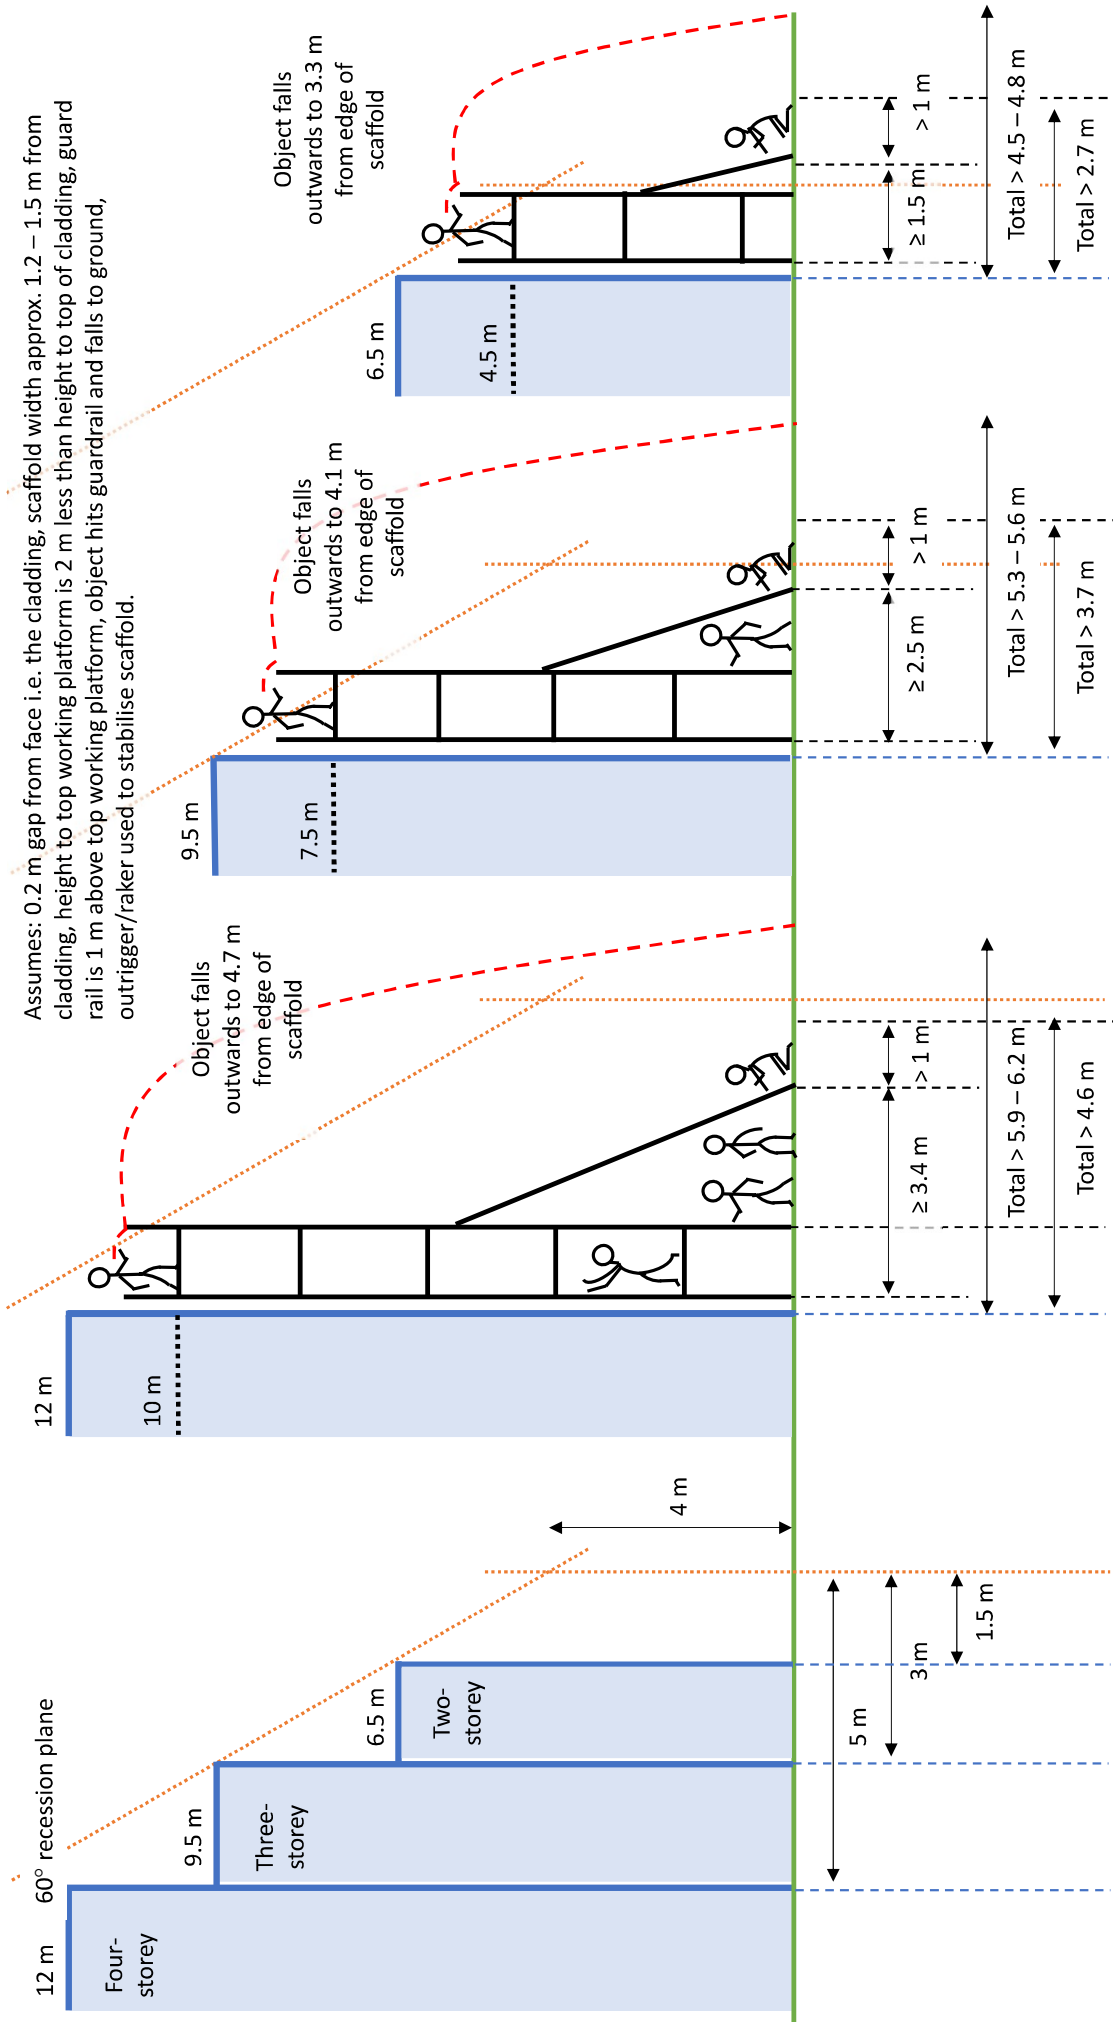 Assumes: 0.2 m gap from face i.e. the cladding, scaffold width approx. 1.2 – 1.5 m from
cladding, height to top working platform is 2 m less than height to top of cladding, guard
rail is 1 m above top working platform, object hits guardrail and falls to ground,
outrigger/raker used to stabilise scaffold.
60° recession plane
12 m
Four-
storey
9.5 m
Three-
storey
6.5 m
Two-
storey
4 m
5 m
3 m
1.5 m
12 m
10 m
Object falls
outwards to 4.7 m
from edge of
scaffold
≥ 3.4 m
> 1 m
Total > 5.9 – 6.2 m
Total > 4.6 m
9.5 m
7.5 m
Object falls
outwards to 4.1 m
from edge of
scaffold
≥ 2.5 m
> 1 m
Total > 5.3 – 5.6 m
Total > 3.7 m
6.5 m
4.5 m
Object falls
outwards to 3.3 m
from edge of
scaffold
≥ 1.5 m
> 1 m
Total > 4.5 – 4.8 m
Total > 2.7 m